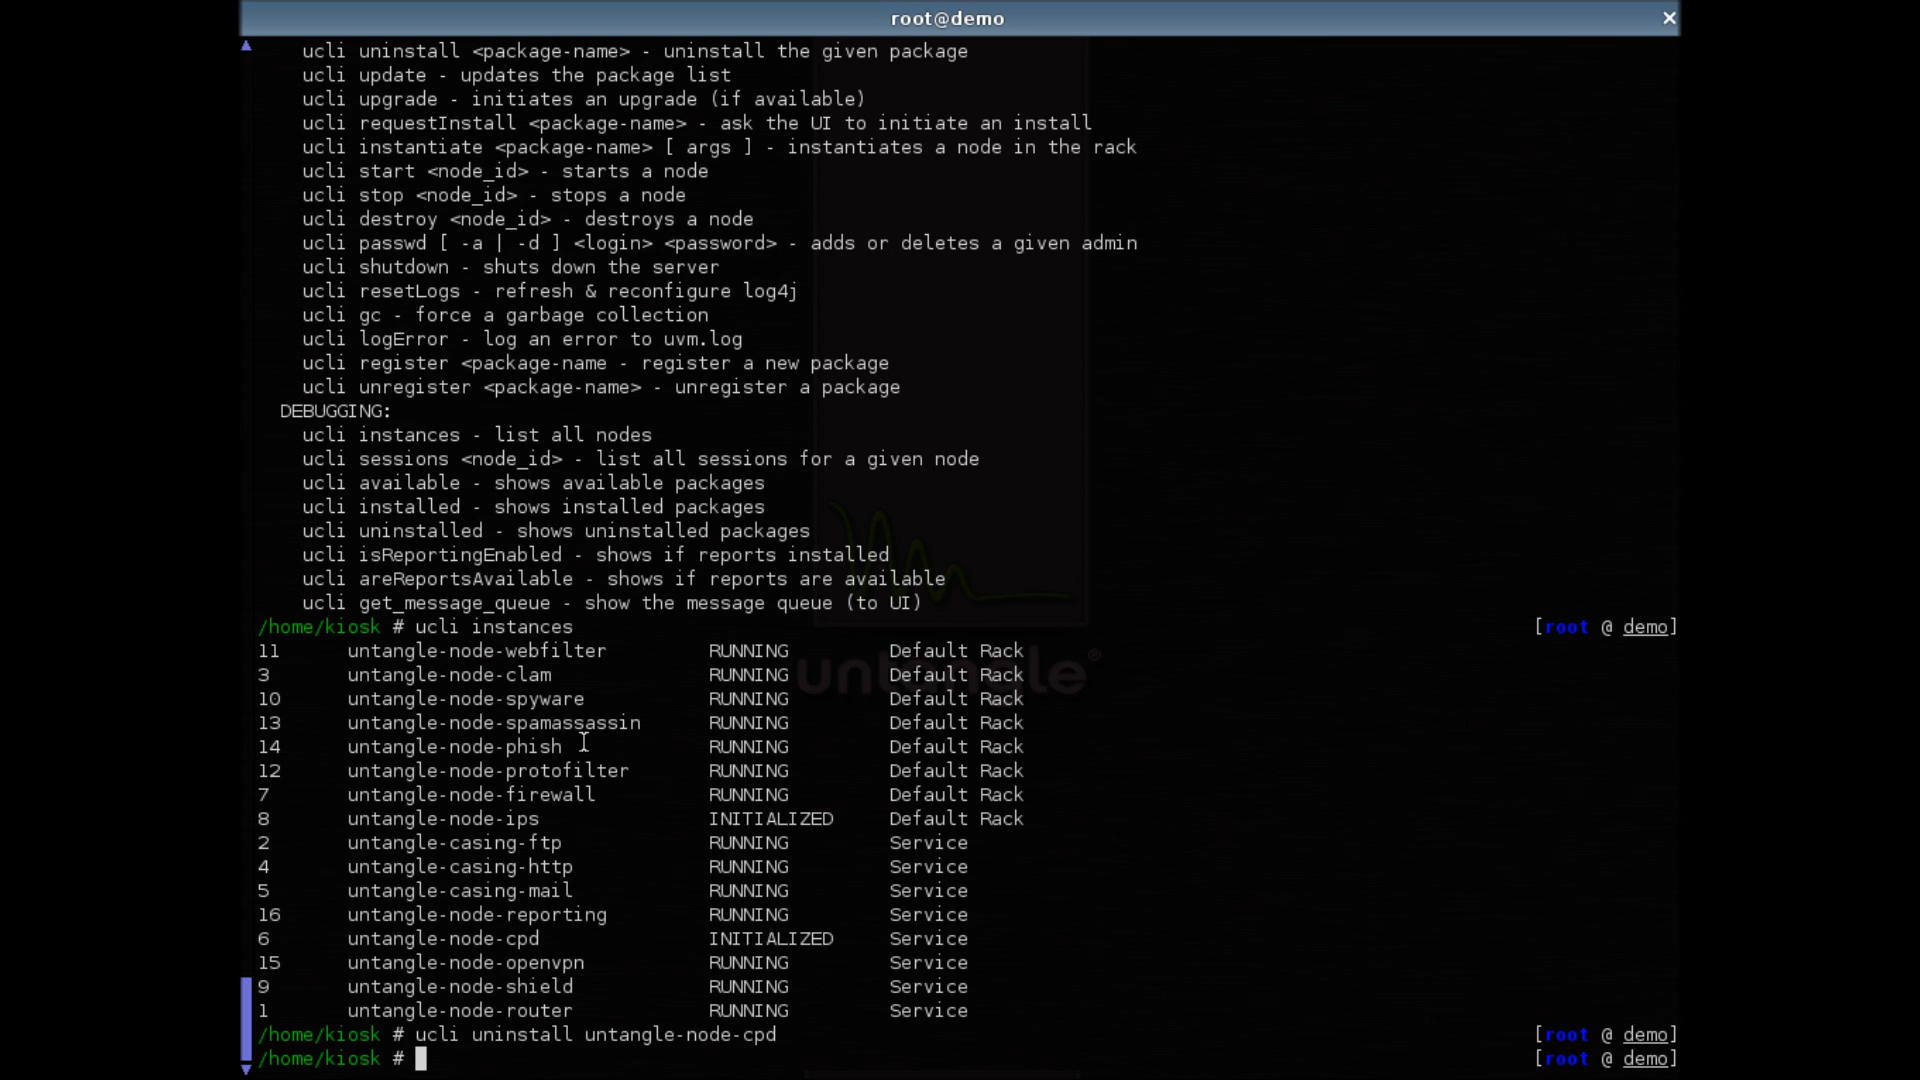 root@demo
ucli uninstall <package-name> - uninstall the given package
ucli update - updates the package list
ucli upgrade - initiates an upgrade (if available)
ucli requestInstall <package-name> - ask the UI to initiate an install
ucli instantiate <package-name> [ args ] - instantiates a node in the rack
ucli start <node_id> - starts a node
ucli stop <node_id> - stops a node
ucli destroy <node_id> - destroys a node
ucli passwd [ -a | -d ] <login> <password> - adds or deletes a given admin
ucli shutdown - shuts down the server
ucli resetLogs - refresh & reconfigure log4j
ucli gc - force a garbage collection
ucli logError - log an error to uvm.log
ucli register <package-name - register a new package
ucli unregister <package-name> - unregister a package
DEBUGGING:
ucli instances - list all nodes
ucli sessions <node_id> - list all sessions for a given node
ucli available - shows available packages
ucli installed - shows installed packages
ucli uninstalled - shows uninstalled packages
ucli isReportingEnabled - shows if reports installed
ucli areReportsAvailable - shows if reports are available
ucli get_message_queue - show the message queue (to UI)
/home/kiosk # ucli instances [root @ demo]
11 untangle-node-webfilter RUNNING Default Rack
3 untangle-node-clam RUNNING Default Rack
untangle®
10 untangle-node-spyware RUNNING Default Rack
13 untangle-node-spamassassin RUNNING Default Rack
14 untangle-node-phish RUNNING Default Rack
12 untangle-node-protofilter RUNNING Default Rack
7 untangle-node-firewall RUNNING Default Rack
8 untangle-node-ips INITIALIZED Default Rack
2 untangle-casing-ftp RUNNING Service
4 untangle-casing-http RUNNING Service
5 untangle-casing-mail RUNNING Service
16 untangle-node-reporting RUNNING Service
6 untangle-node-cpd INITIALIZED Service
15 untangle-node-openvpn RUNNING Service
9 untangle-node-shield RUNNING Service
1 untangle-node-router RUNNING Service
/home/kiosk # ucli uninstall untangle-node-cpd [root @ demo]
/home/kiosk # [root @ demo]